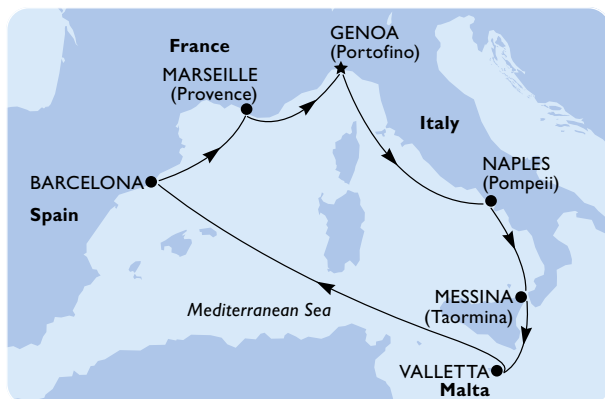 GENOA
(Portofino)
France
MARSEILLE
(Provence)
Italy
NAPLES
(Pompeii)
BARCELONA
Spain
MESSINA
(Taormina)
Mediterranean Sea
VALLETTA
Malta